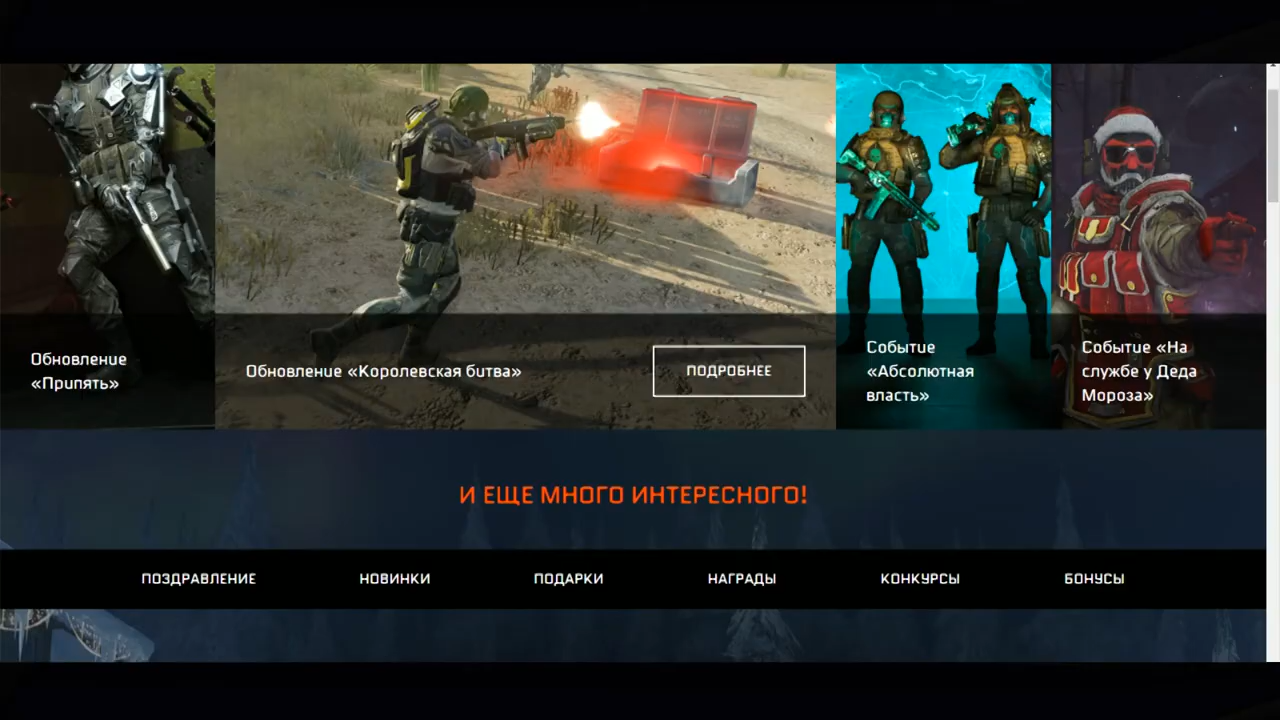 Обновление
«Припять»
Обновление «Королевская битва»
ПОДРОБНЕЕ
Событие
«Абсолютная
власть»
Событие «На
службе у Деда
Мороза»
И ЕЩЕ МНОГО ИНТЕРЕСНОГО!
ПОЗДРАВЛЕНИЕ
НОВИНКИ
ПОДАРКИ
НАГРАДЫ
КОНКУРСЫ
БОНУСЫ